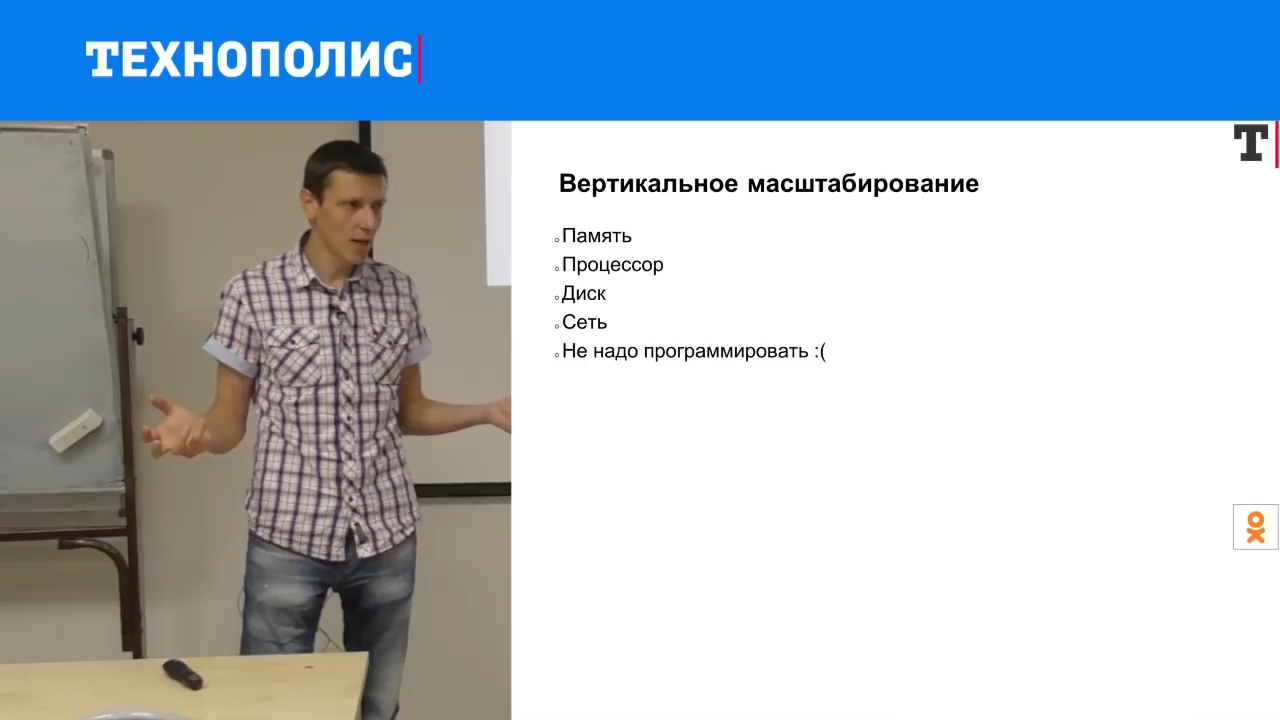 ТЕХНОПОЛИС
Т
Вертикальное масштабирование
Память
Процессор
Диск
Сеть
Не надо программировать :(